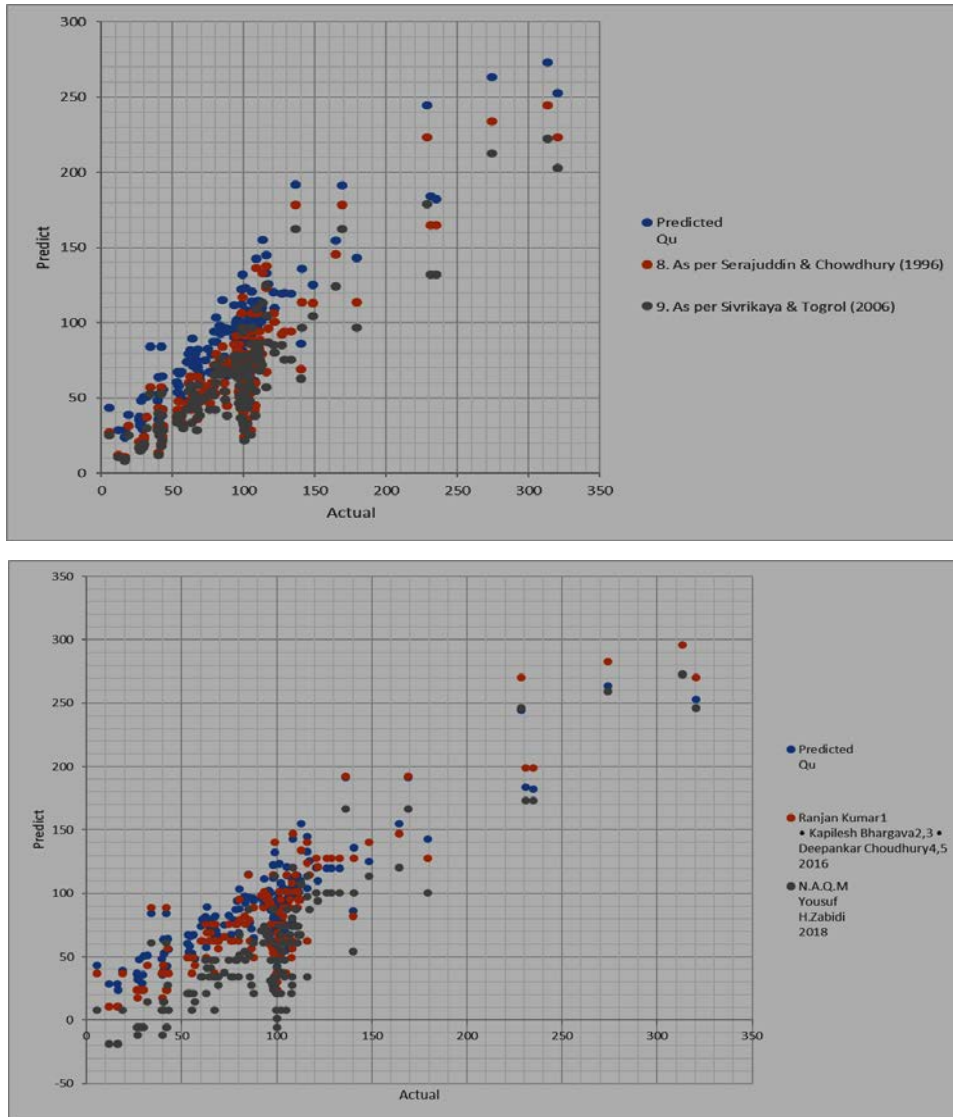 300
250
200
150
100
50
0
0 50 100 150 200 250 300 350
Predict
Actual
Predicted
Qu
8. As per Serajuddin & Chowdhury (1996)
9. As per Sivrikaya & Togrol (2006)
350
300
250
200
150
100
50
0
-50
0 50 100 150 200 250 300 350
Predict
Actual
Predicted
Qu
Ranjan Kumar1
• Kapilesh Bhargava2,3 •
Deepankar Choudhury4,5
2016
N.A.Q.M
Yousuf
H.Zabidi
2018